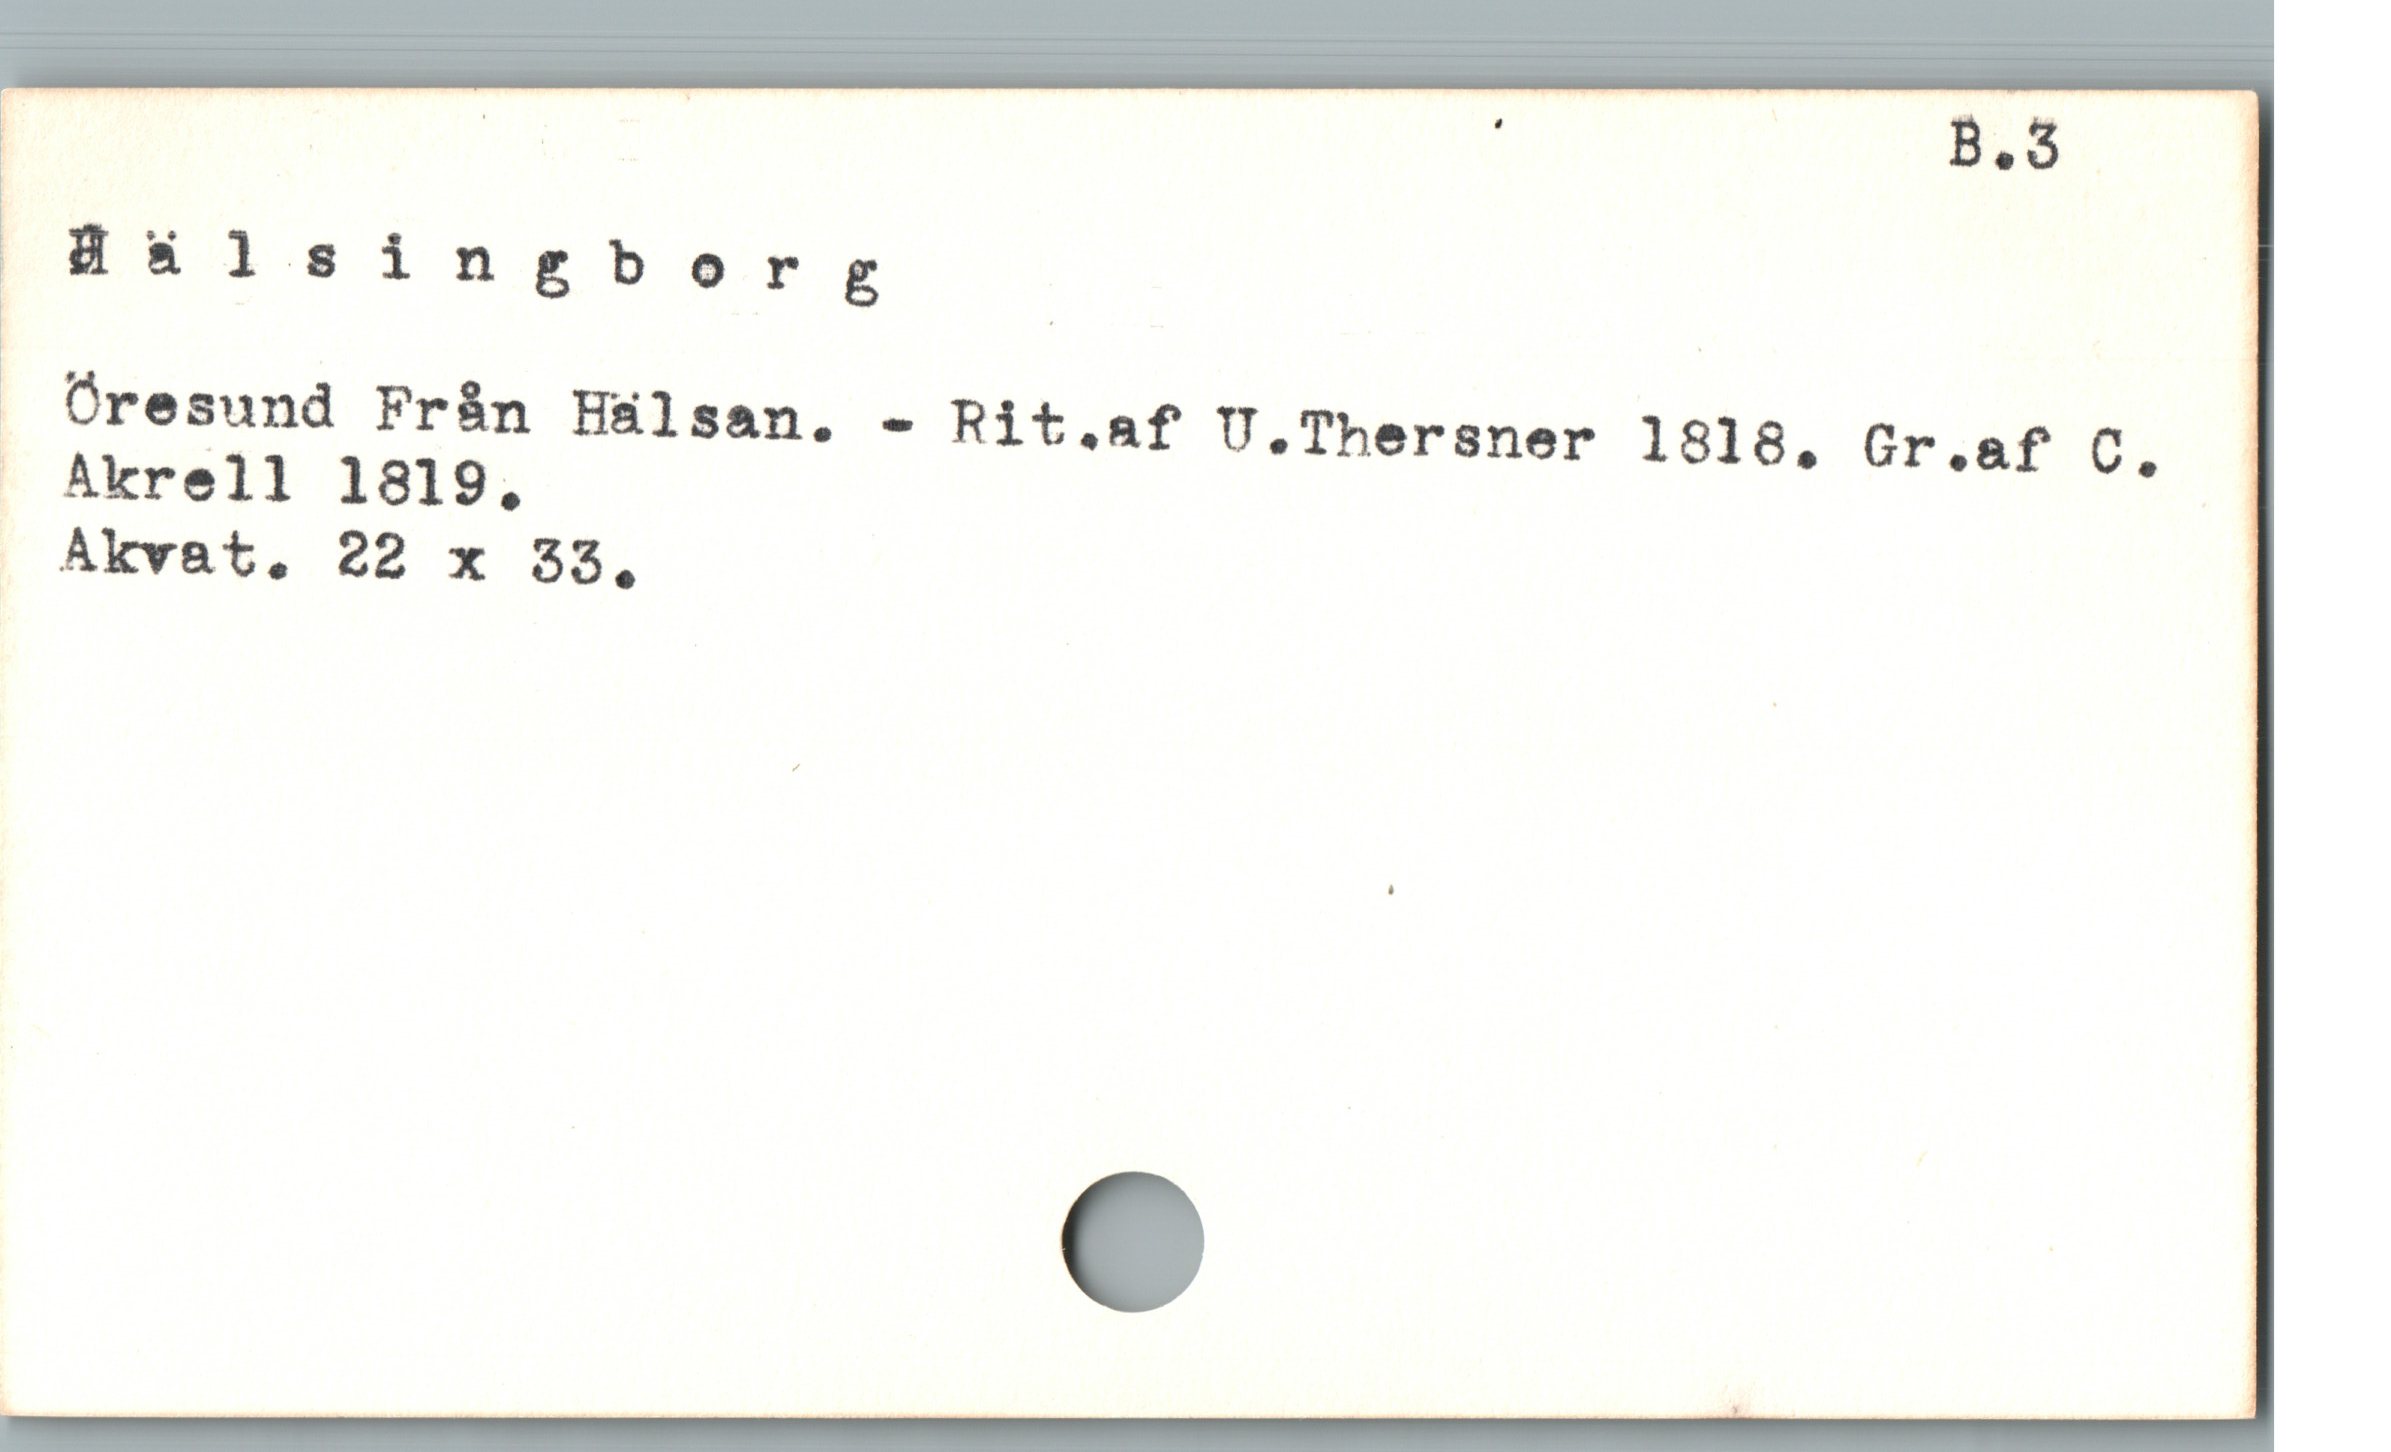 B.3
H ä l s i n g b o r g
Öresund Från Hälsan. - Rit.af U.Thersner 1818. Gr.af C.
Akrell 1819.
Akvat. 22 x 33.